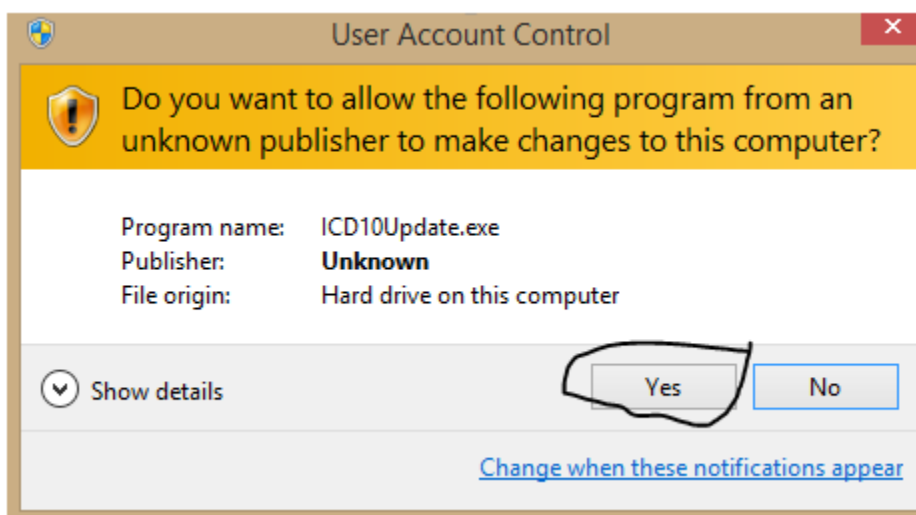 User Account Control
Do you want to allow the following program from an
unknown publisher to make changes to this computer?
Program name: ICD10Update.exe
Publisher: Unknown
File origin: Hard drive on this computer
Show details Yes No
Change when these notifications appear